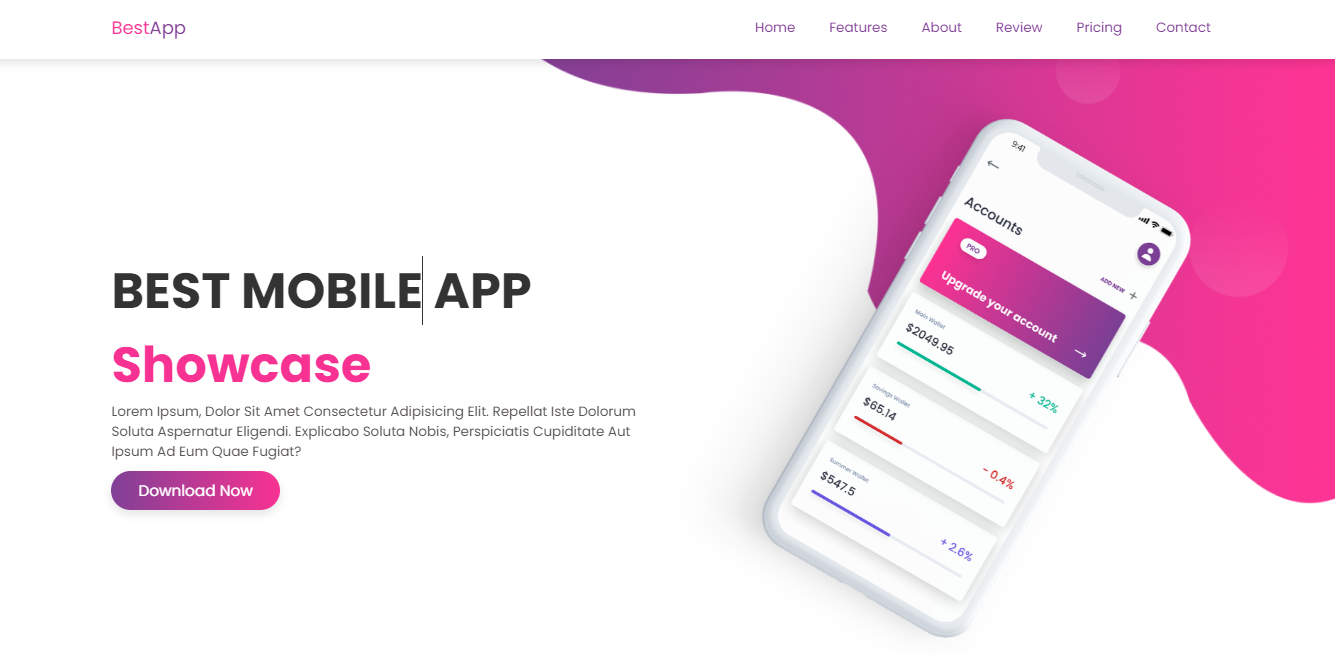 BestApp
Home Features About Review Pricing Contact
BEST MOBILE APP
Showcase
Lorem Ipsum, Dolor Sit Amet Consectetur Adipisicing Elit. Repellat Iste Dolorum
Soluta Aspernatur Eligendi. Explicabo Soluta Nobis, Perspiciatis Cupiditate Aut
Ipsum Ad Eum Quae Fugiat?
Download Now
9:41
Accounts
ADD NEW +
PRO
Upgrade your account
Main Wallet
$2049.95
+ 32%
Savings Wallet
$65.14
- 0.4%
Summer Wallet
$547.5
+ 2.6%